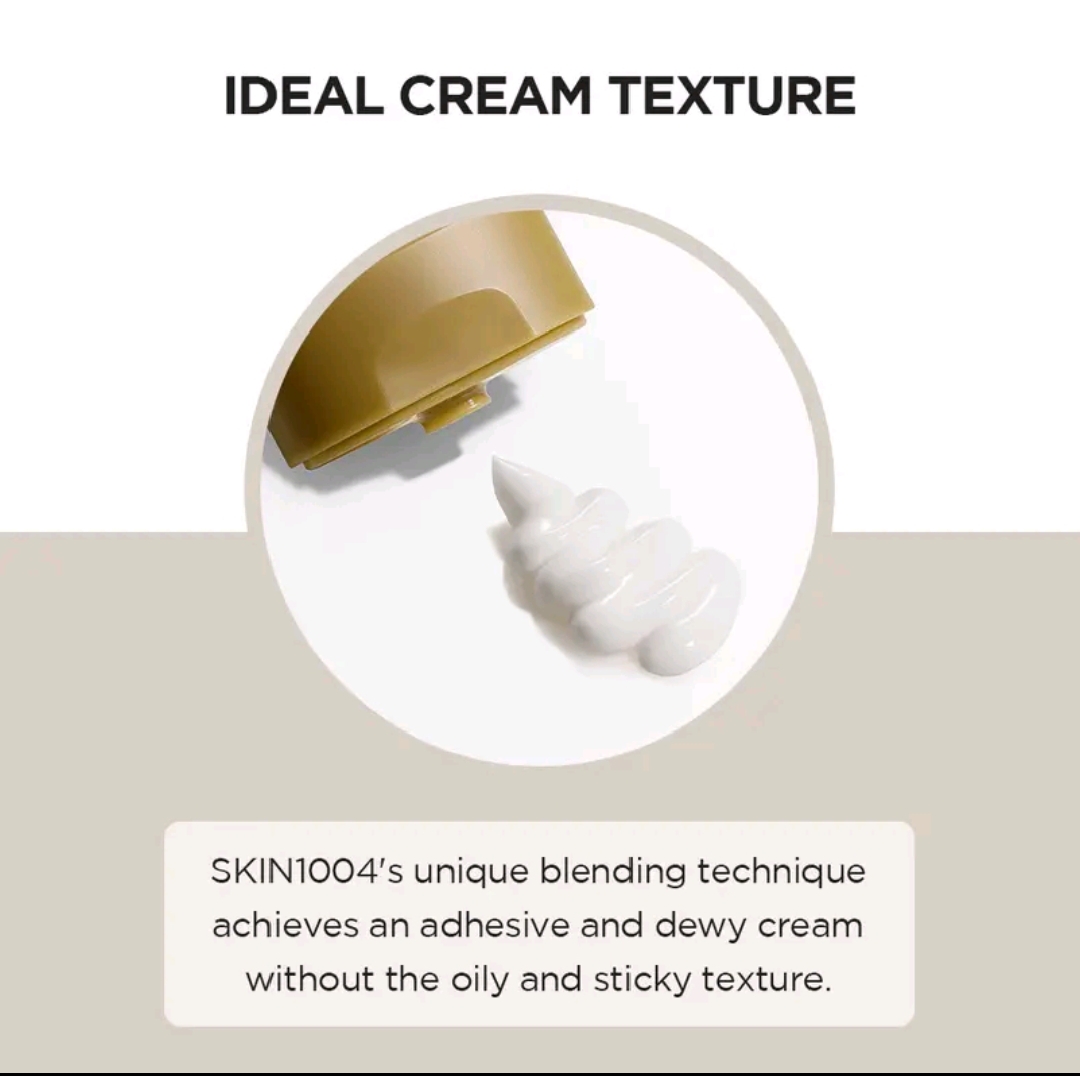 IDEAL CREAM TEXTURE
SKIN1004's unique blending technique
achieves an adhesive and dewy cream
without the oily and sticky texture.